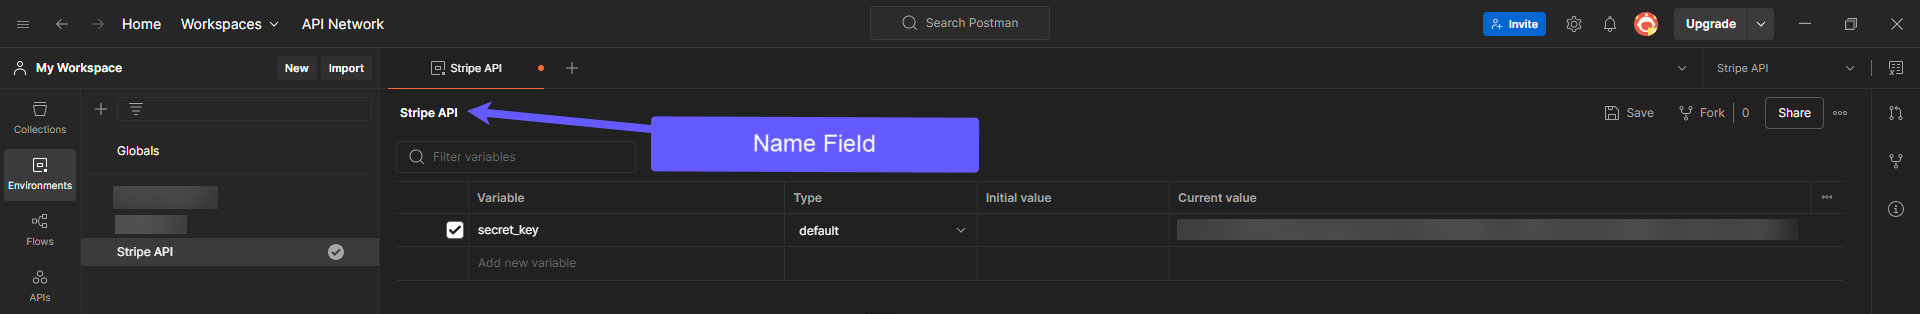 Home Workspaces API Network Search Postman Invite Upgrade
My Workspace New Import Stripe API Stripe API
Collections
Environments
Flows
APIs
Globals
Stripe API
Stripe API Save Fork 0 Share
Name Field
Filter variables
Variable Type Initial value Current value
secret_key default
Add new variable